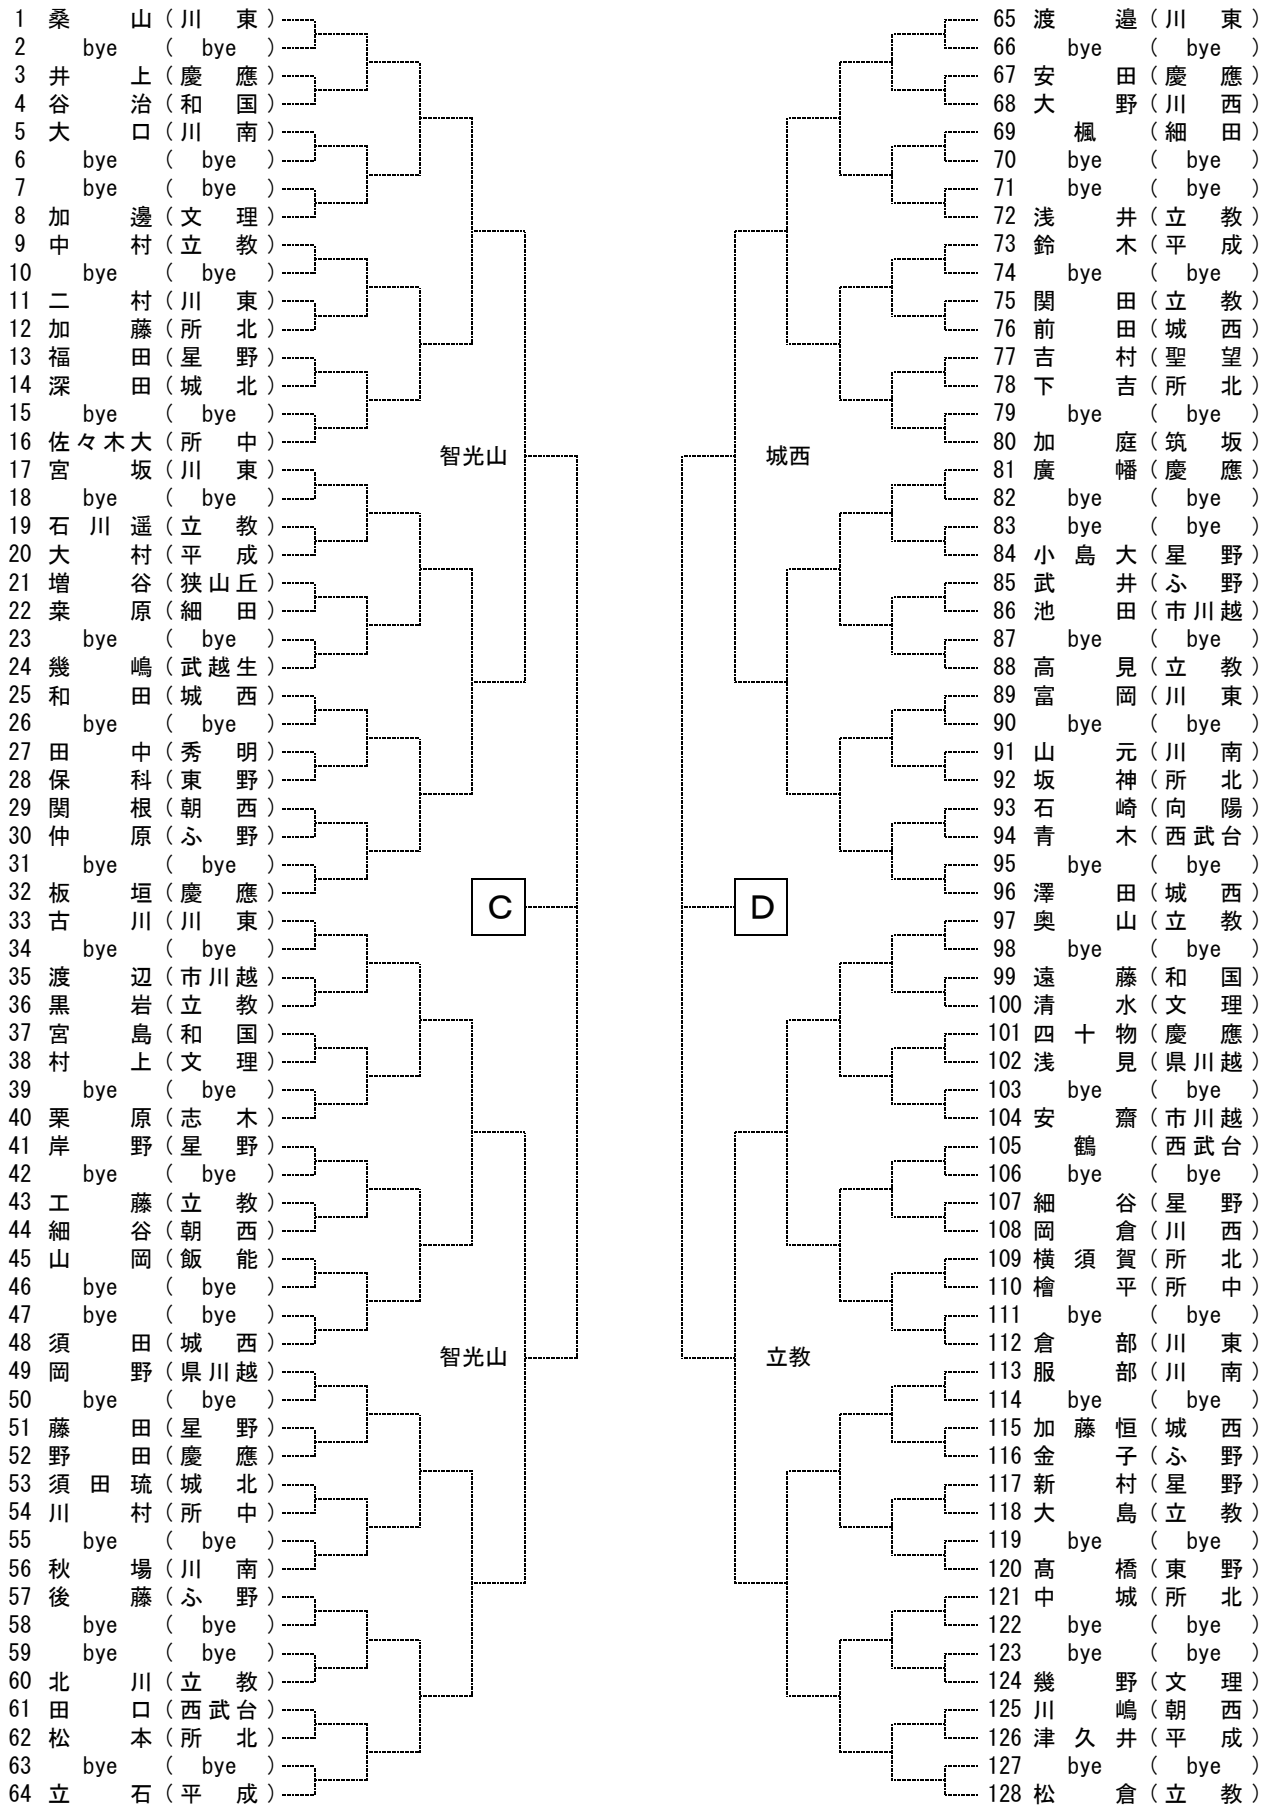 1 桑山(川東)
2 bye (bye)
3 井上(慶應)
4 谷治(和国)
5 大口(川南)
6 bye (bye)
7 bye (bye)
8 加邊(文理)
9 中村(立教)
10 bye (bye)
11 二村(川東)
12 加藤(所北)
13 福田(星野)
14 深田(城北)
15 bye (bye)
16 佐々木大(所中)
17 宮坂(川東)
18 bye (bye)
19 石川遥(立教)
20 大村(平成)
21 増谷(狭山丘)
22 桒原(細田)
23 bye (bye)
24 幾嶋(武越生)
25 和田(城西)
26 bye (bye)
27 田中(秀明)
28 保科(東野)
29 関根(朝西)
30 仲原(ふ野)
31 bye (bye)
32 板垣(慶應)
33 古川(川東)
34 bye (bye)
35 渡辺(市川越)
36 黒岩(立教)
37 宮島(和国)
38 村上(文理)
39 bye (bye)
40 栗原(志木)
41 岸野(星野)
42 bye (bye)
43 工藤(立教)
44 細谷(朝西)
45 山岡(飯能)
46 bye (bye)
47 bye (bye)
48 須田(城西)
49 岡野(県川越)
50 bye (bye)
51 藤田(星野)
52 野田(慶應)
53 須田琉(城北)
54 川村(所中)
55 bye (bye)
56 秋場(川南)
57 後藤(ふ野)
58 bye (bye)
59 bye (bye)
60 北川(立教)
61 田口(西武台)
62 松本(所北)
63 bye (bye)
64 立石(平成)
智光山
C
智光山
城西
D
立教
65 渡邉(川東)
66 bye (bye)
67 安田(慶應)
68 大野(川西)
69 楓(細田)
70 bye (bye)
71 bye (bye)
72 浅井(立教)
73 鈴木(平成)
74 bye (bye)
75 関田(立教)
76 前田(城西)
77 吉村(聖望)
78 下吉(所北)
79 bye (bye)
80 加庭(筑坂)
81 廣幡(慶應)
82 bye (bye)
83 bye (bye)
84 小島大(星野)
85 武井(ふ野)
86 池田(市川越)
87 bye (bye)
88 高見(立教)
89 富岡(川東)
90 bye (bye)
91 山元(川南)
92 坂神(所北)
93 石崎(向陽)
94 青木(西武台)
95 bye (bye)
96 澤田(城西)
97 奥山(立教)
98 bye (bye)
99 遠藤(和国)
100 清水(文理)
101 四十物(慶應)
102 浅見(県川越)
103 bye (bye)
104 安齋(市川越)
105 鶴(西武台)
106 bye (bye)
107 細谷(星野)
108 岡倉(川西)
109 横須賀(所北)
110 檜平(所中)
111 bye (bye)
112 倉部(川東)
113 服部(川南)
114 bye (bye)
115 加藤恒(城西)
116 金子(ふ野)
117 新村(星野)
118 大島(立教)
119 bye (bye)
120 髙橋(東野)
121 中城(所北)
122 bye (bye)
123 bye (bye)
124 幾野(文理)
125 川嶋(朝西)
126 津久井(平成)
127 bye (bye)
128 松倉(立教)